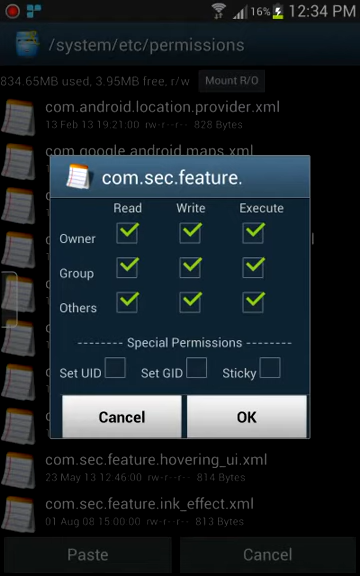 16% 12:34 PM
/system/etc/permissions
834.65MB used, 3.95MB free, r/w Mount R/O
com.android.location.provider.xml
13 Feb 13 19:21:00 rw-r--r-- 828 Bytes
com.google.android.maps.xml
com.sec.feature.
Read Write Execute
Owner
Group
Others
-------- Special Permissions --------
Set UID Set GID Sticky
Cancel OK
com.sec.feature.hovering_ui.xml
23 May 13 12:46:00 rw-r--r-- 814 Bytes
com.sec.feature.ink_effect.xml
01 Aug 08 15:00:00 rw-r--r-- 813 Bytes
Paste Cancel